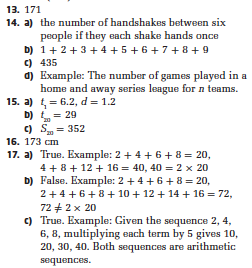 13. 171
14. a) the number of handshakes between six
people if they each shake hands once
b) 1 + 2 + 3 + 4 + 5 + 6 + 7 + 8 + 9
c) 435
d) Example: The number of games played in a
home and away series league for n teams.
15. a) t₁ = 6.2, d = 1.2
b) t₂₀ = 29
c) S₂₀ = 352
16. 173 cm
17. a) True. Example: 2 + 4 + 6 + 8 = 20,
4 + 8 + 12 + 16 = 40, 40 = 2 × 20
b) False. Example: 2 + 4 + 6 + 8 = 20,
2 + 4 + 6 + 8 + 10 + 12 + 14 + 16 = 72,
72 ≠ 2 × 20
c) True. Example: Given the sequence 2, 4,
6, 8, multiplying each term by 5 gives 10,
20, 30, 40. Both sequences are arithmetic
sequences.